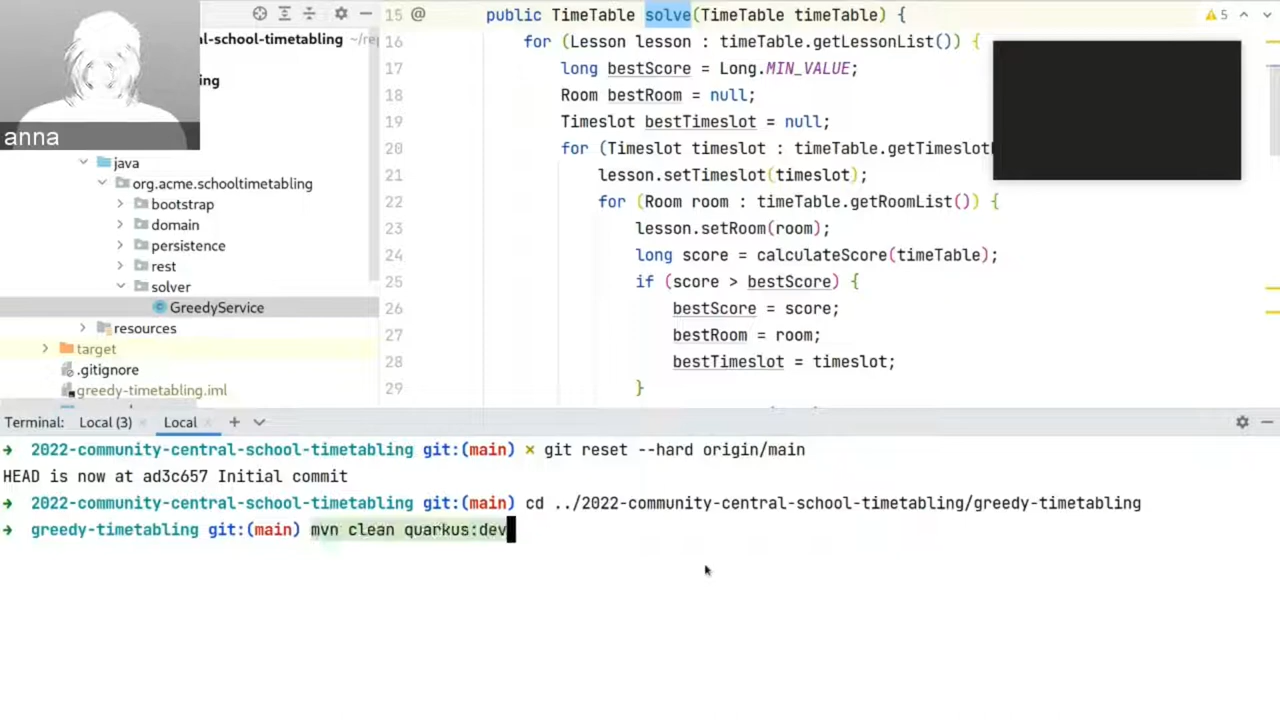 al-school-timetabling ~/re
ing
anna
java
org.acme.schooltimetabling
bootstrap
domain
persistence
rest
solver
GreedyService
resources
target
.gitignore
greedy-timetabling.iml
15 @ public TimeTable solve(TimeTable timeTable) {
16 for (Lesson lesson : timeTable.getLessonList()) {
17 long bestScore = Long.MIN_VALUE;
18 Room bestRoom = null;
19 Timeslot bestTimeslot = null;
20 for (Timeslot timeslot : timeTable.getTimeslot
21 lesson.setTimeslot(timeslot);
22 for (Room room : timeTable.getRoomList()) {
23 lesson.setRoom(room);
24 long score = calculateScore(timeTable);
25 if (score > bestScore) {
26 bestScore = score;
27 bestRoom = room;
28 bestTimeslot = timeslot;
29 }
5
Terminal: Local (3) × Local × +
→ 2022-community-central-school-timetabling git:(main) × git reset --hard origin/main
HEAD is now at ad3c657 Initial commit
→ 2022-community-central-school-timetabling git:(main) cd ../2022-community-central-school-timetabling/greedy-timetabling
→ greedy-timetabling git:(main) mvn clean quarkus:dev